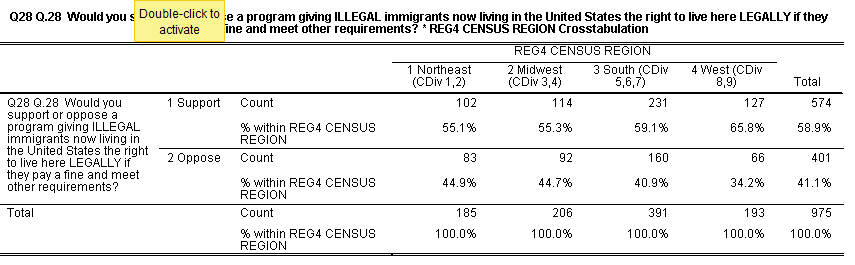 Q28 Q.28 Would you s
Double-click to
activate
e a program giving ILLEGAL immigrants now living in the United States the right to live here LEGALLY if they
ine and meet other requirements? * REG4 CENSUS REGION Crosstabulation
REG4 CENSUS REGION
1 Northeast 2 Midwest 3 South (CDiv 4 West (CDiv
(CDiv 1,2) (CDiv 3,4) 5,6,7) 8,9) Total
Q28 Q.28 Would you 1 Support Count 102 114 231 127 574
support or oppose a
program giving ILLEGAL % within REG4 CENSUS 55.1% 55.3% 59.1% 65.8% 58.9%
immigrants now living in REGION
the United States the right 2 Oppose Count 83 92 160 66 401
to live here LEGALLY if
they pay a fine and meet % within REG4 CENSUS 44.9% 44.7% 40.9% 34.2% 41.1%
other requirements? REGION
Total Count 185 206 391 193 975
% within REG4 CENSUS 100.0% 100.0% 100.0% 100.0% 100.0%
REGION